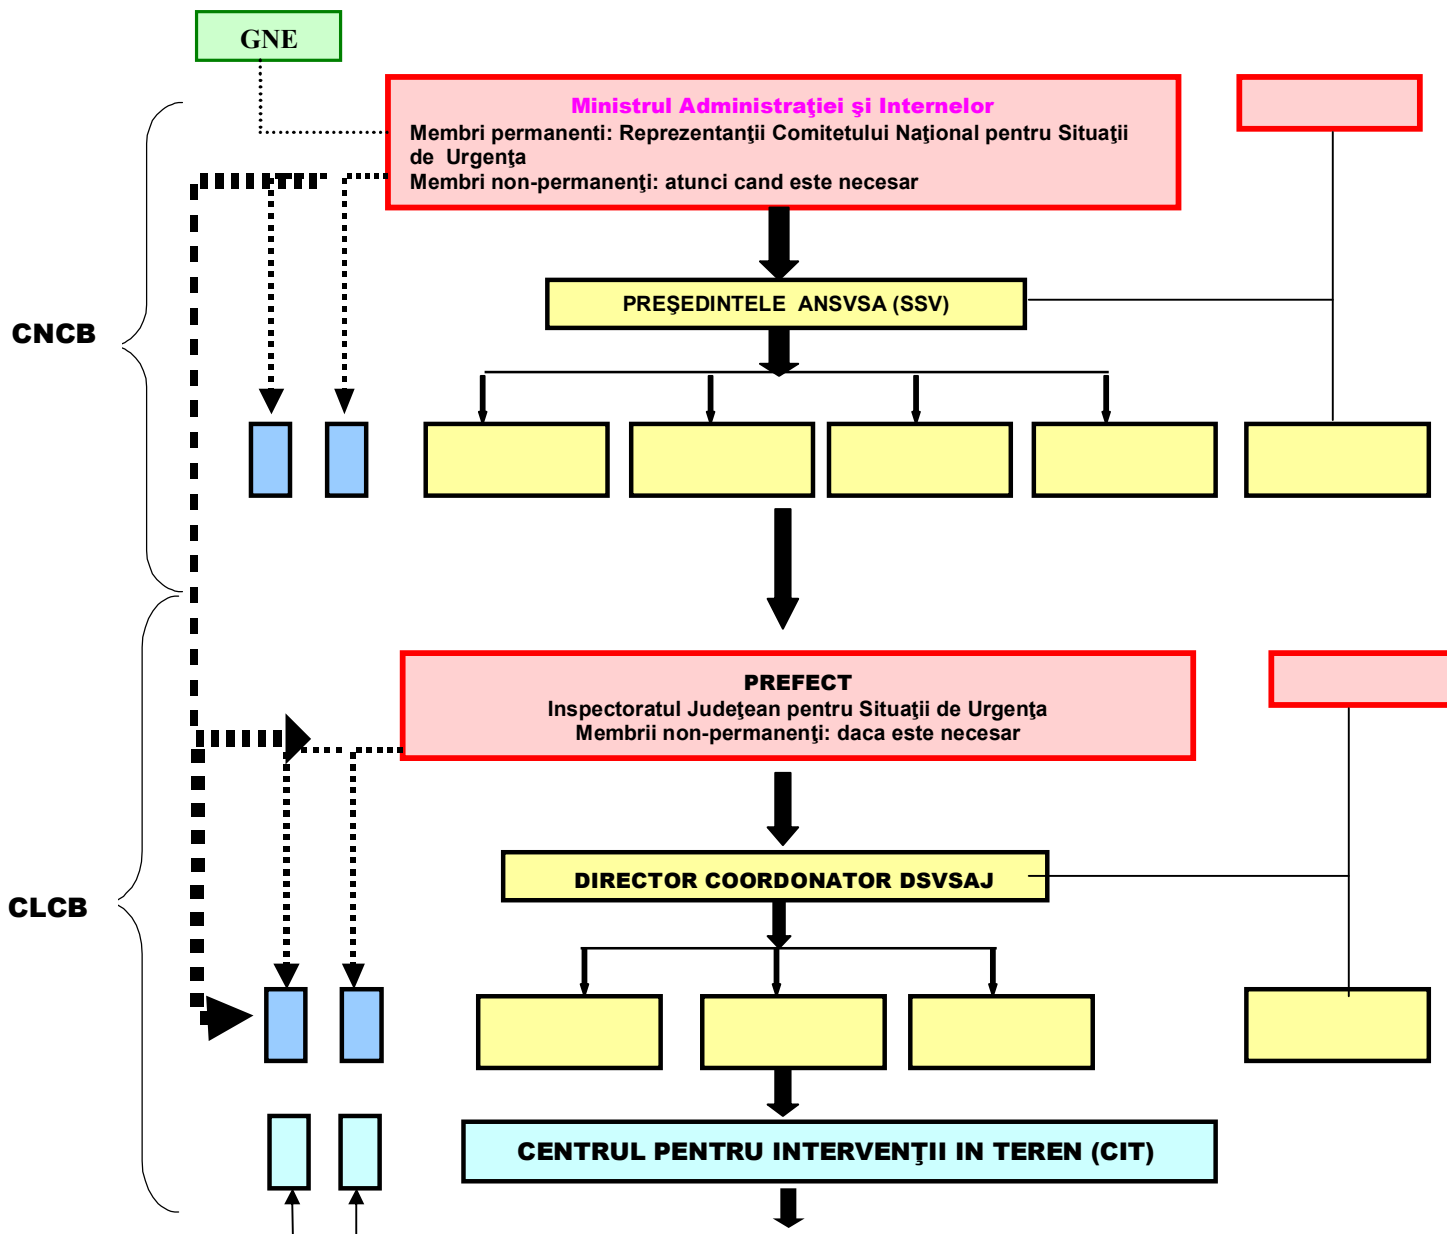 GNE
Ministrul Administraţiei şi Internelor
Membri permanenti: Reprezentanţii Comitetului Naţional pentru Situaţii
de Urgenţa
Membri non-permanenţi: atunci cand este necesar
PREŞEDINTELE ANSVSA (SSV)
CNCB
PREFECT
Inspectoratul Judeţean pentru Situaţii de Urgenţa
Membrii non-permanenţi: daca este necesar
DIRECTOR COORDONATOR DSVSAJ
CLCB
CENTRUL PENTRU INTERVENŢII IN TEREN (CIT)